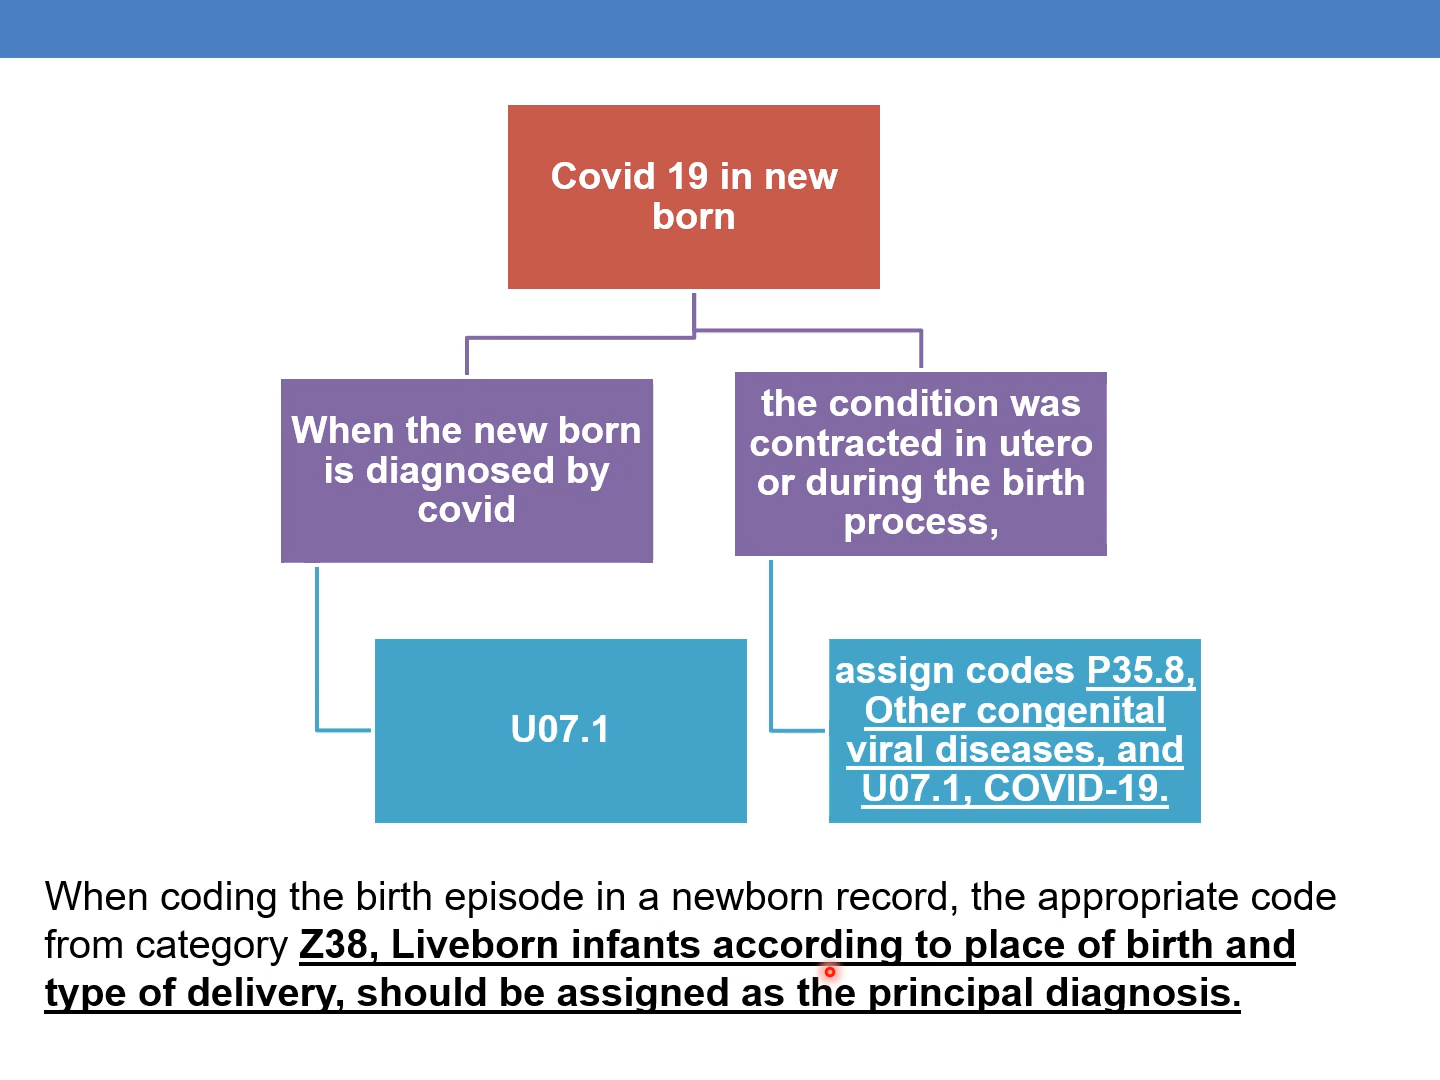 Covid 19 in new
born
When the new born
is diagnosed by
covid
the condition was
contracted in utero
or during the birth
process,
U07.1
assign codes P35.8,
Other congenital
viral diseases, and
U07.1, COVID-19.
When coding the birth episode in a newborn record, the appropriate code
from category Z38, Liveborn infants according to place of birth and
type of delivery, should be assigned as the principal diagnosis.